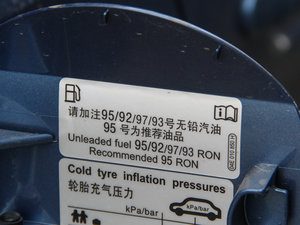 请加注95/92/97/93号无铅汽油
95 号为推荐油品
Unleaded fuel 95/92/97/93 RON
Recommended 95 RON
Cold tyre inflation pressures
轮胎充气压力
kPa/bar
kPa/bar